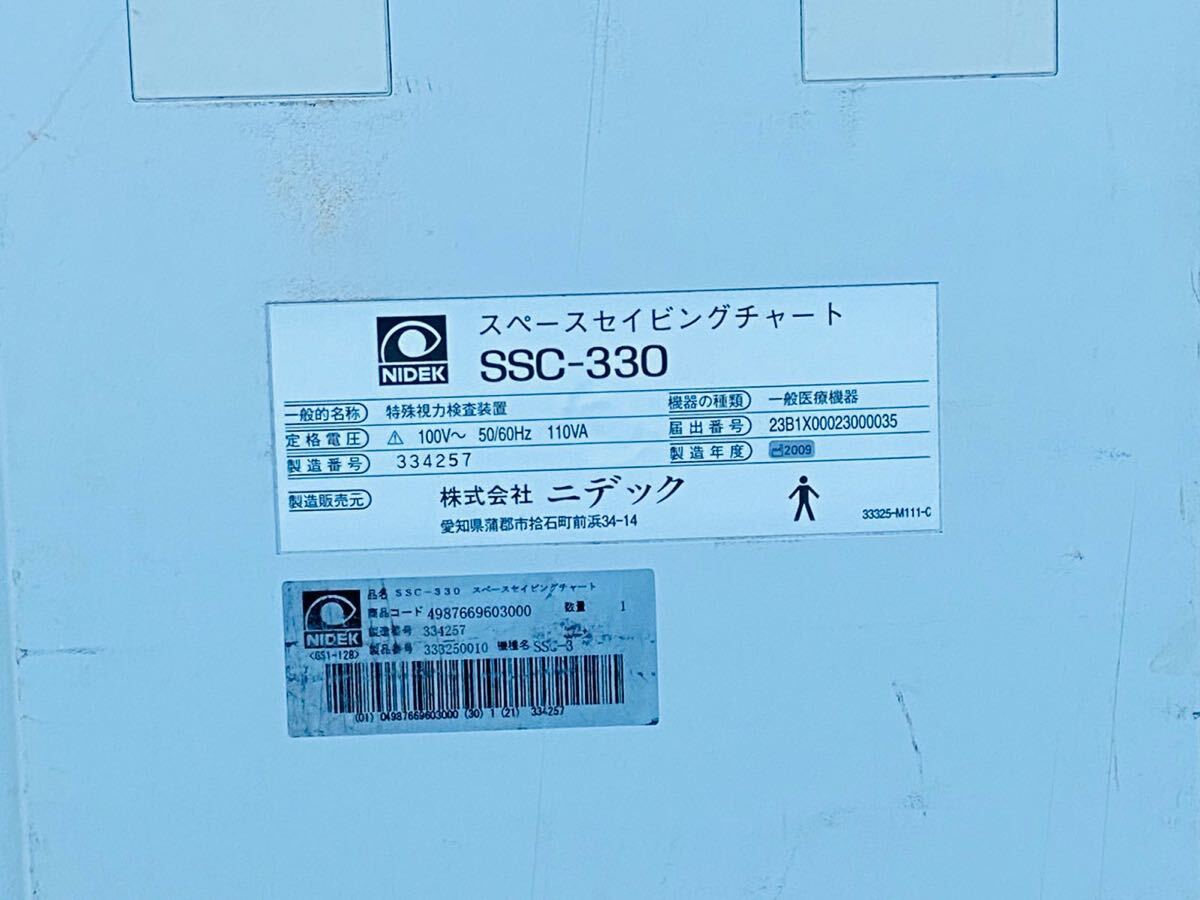 NIDEK
スペースセイビングチャート
SSC-330
一般的名称 特殊視力検査装置 機器の種類 一般医療機器
定格電圧 100V～ 50/60Hz 110VA 届出番号 23B1X00023000035
製造番号 334257 製造年度 2009
製造販売元 株式会社 ニデック
愛知県蒲郡市拾石町前浜34-14
33325-M111-C
NIDEK
<GS1-128>
品名 SSC-330 スペースセイビングチャート
商品コード 4987669603000 数量 1
製造番号 334257
製品番号 333250010 機種名 SSC-3
(01) 04987669603000 (30) 1 (21) 334257